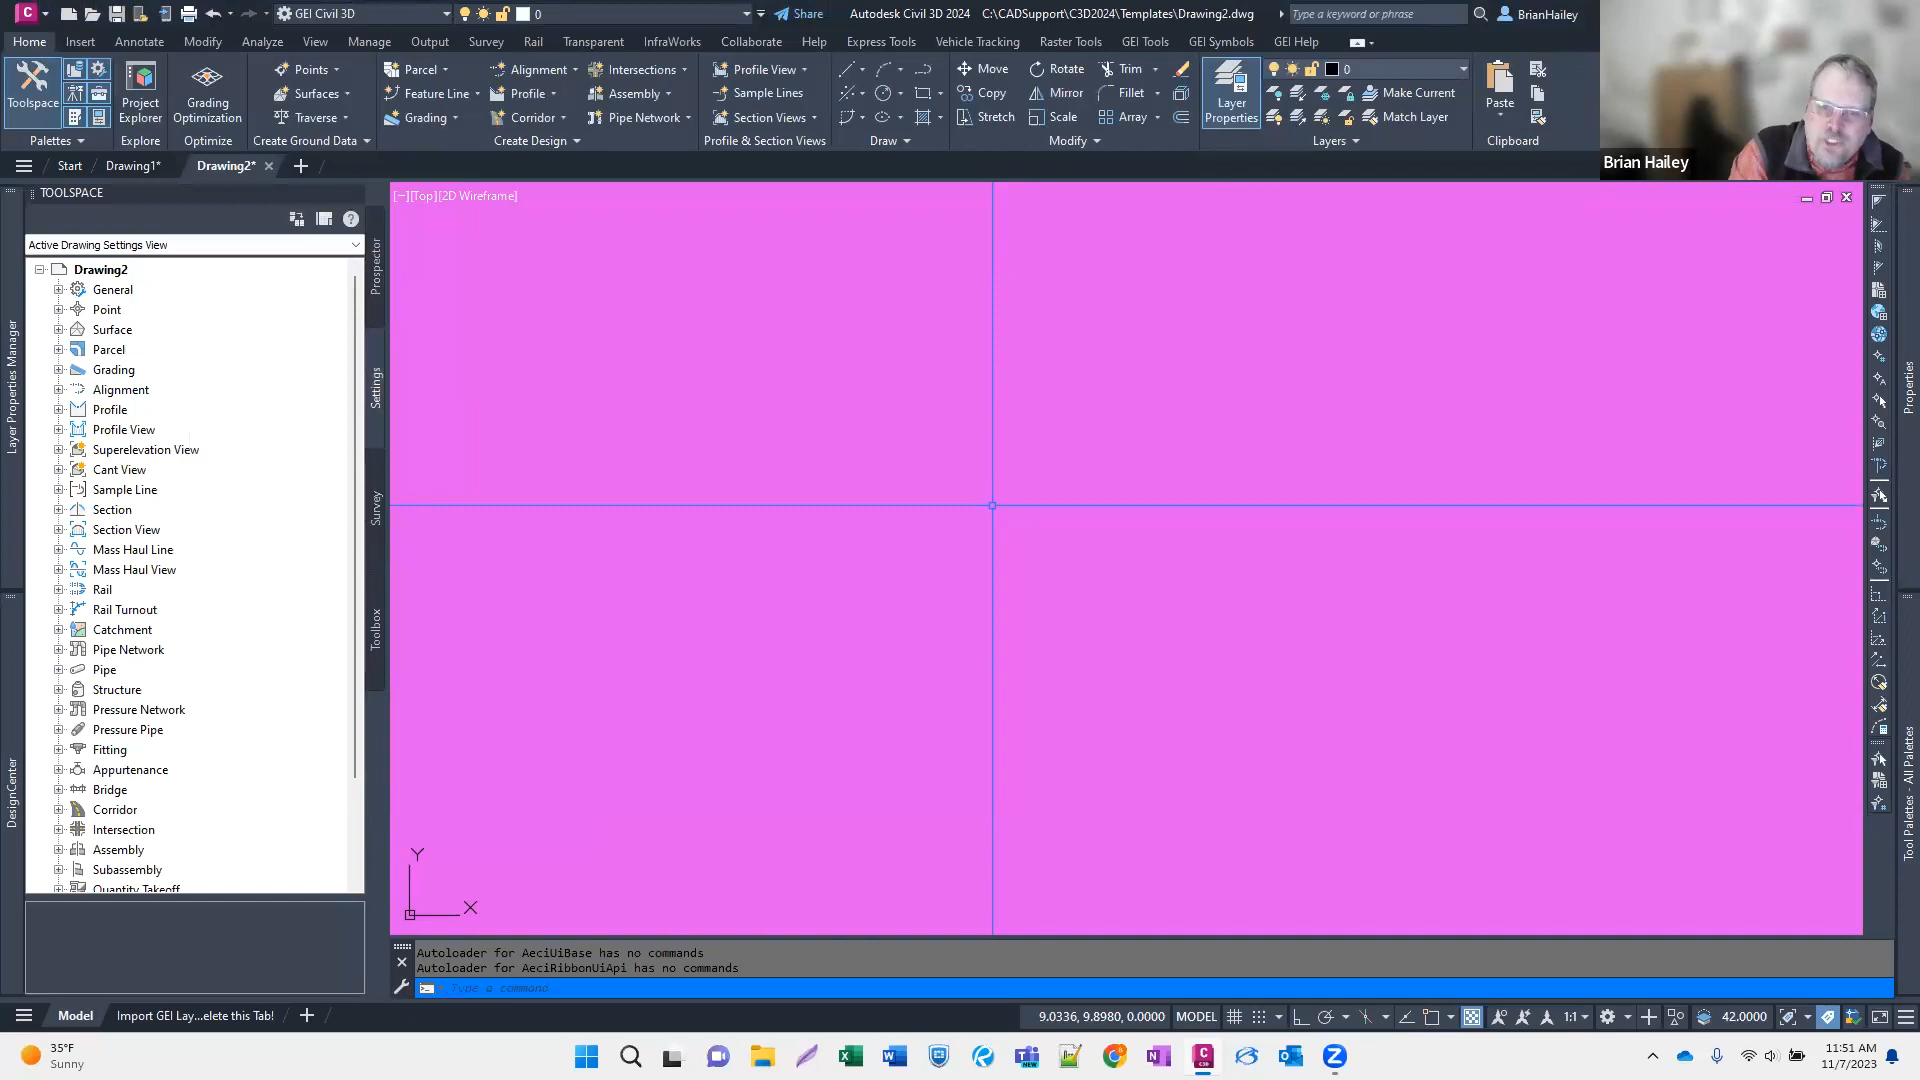 GEI Civil 3D
0
Share
Autodesk Civil 3D 2024 C:\CADSupport\C3D2024\Templates\Drawing2.dwg
Type a keyword or phrase
BrianHailey
Home Insert Annotate Modify Analyze View Manage Output Survey Rail Transparent InfraWorks Collaborate Help Express Tools Vehicle Tracking Raster Tools GEI Tools GEI Symbols GEI Help
Toolspace
Project Explorer
Grading Optimization
Points
Surfaces
Traverse
Parcel
Feature Line
Grading
Alignment
Profile
Corridor
Intersections
Assembly
Pipe Network
Profile View
Sample Lines
Section Views
Move
Copy
Stretch
Rotate
Mirror
Scale
Trim
Fillet
Array
Layer Properties
0
Make Current
Match Layer
Paste
Palettes Explore Optimize Create Ground Data Create Design Profile & Section Views Draw Modify Layers Clipboard
Brian Hailey
Start Drawing1* Drawing2*
TOOLSPACE
Active Drawing Settings View
Drawing2
General
Point
Surface
Parcel
Grading
Alignment
Profile
Profile View
Superelevation View
Cant View
Sample Line
Section
Section View
Mass Haul Line
Mass Haul View
Rail
Rail Turnout
Catchment
Pipe Network
Pipe
Structure
Pressure Network
Pressure Pipe
Fitting
Appurtenance
Bridge
Corridor
Intersection
Assembly
Subassembly
Quantity Takeoff
Layer Properties Manager
DesignCenter
Prospector
Settings
Survey
Toolbox
[−][Top][2D Wireframe]
Y
X
Properties
Tool Palettes - All Palettes
Autoloader for AeciUiBase has no commands
Autoloader for AeciRibbonUiApi has no commands
Type a command
Model Import GEI Lay...elete this Tab!
9.0336, 9.8980, 0.0000 MODEL 1:1 42.0000
35°F
Sunny
11:51 AM
11/7/2023